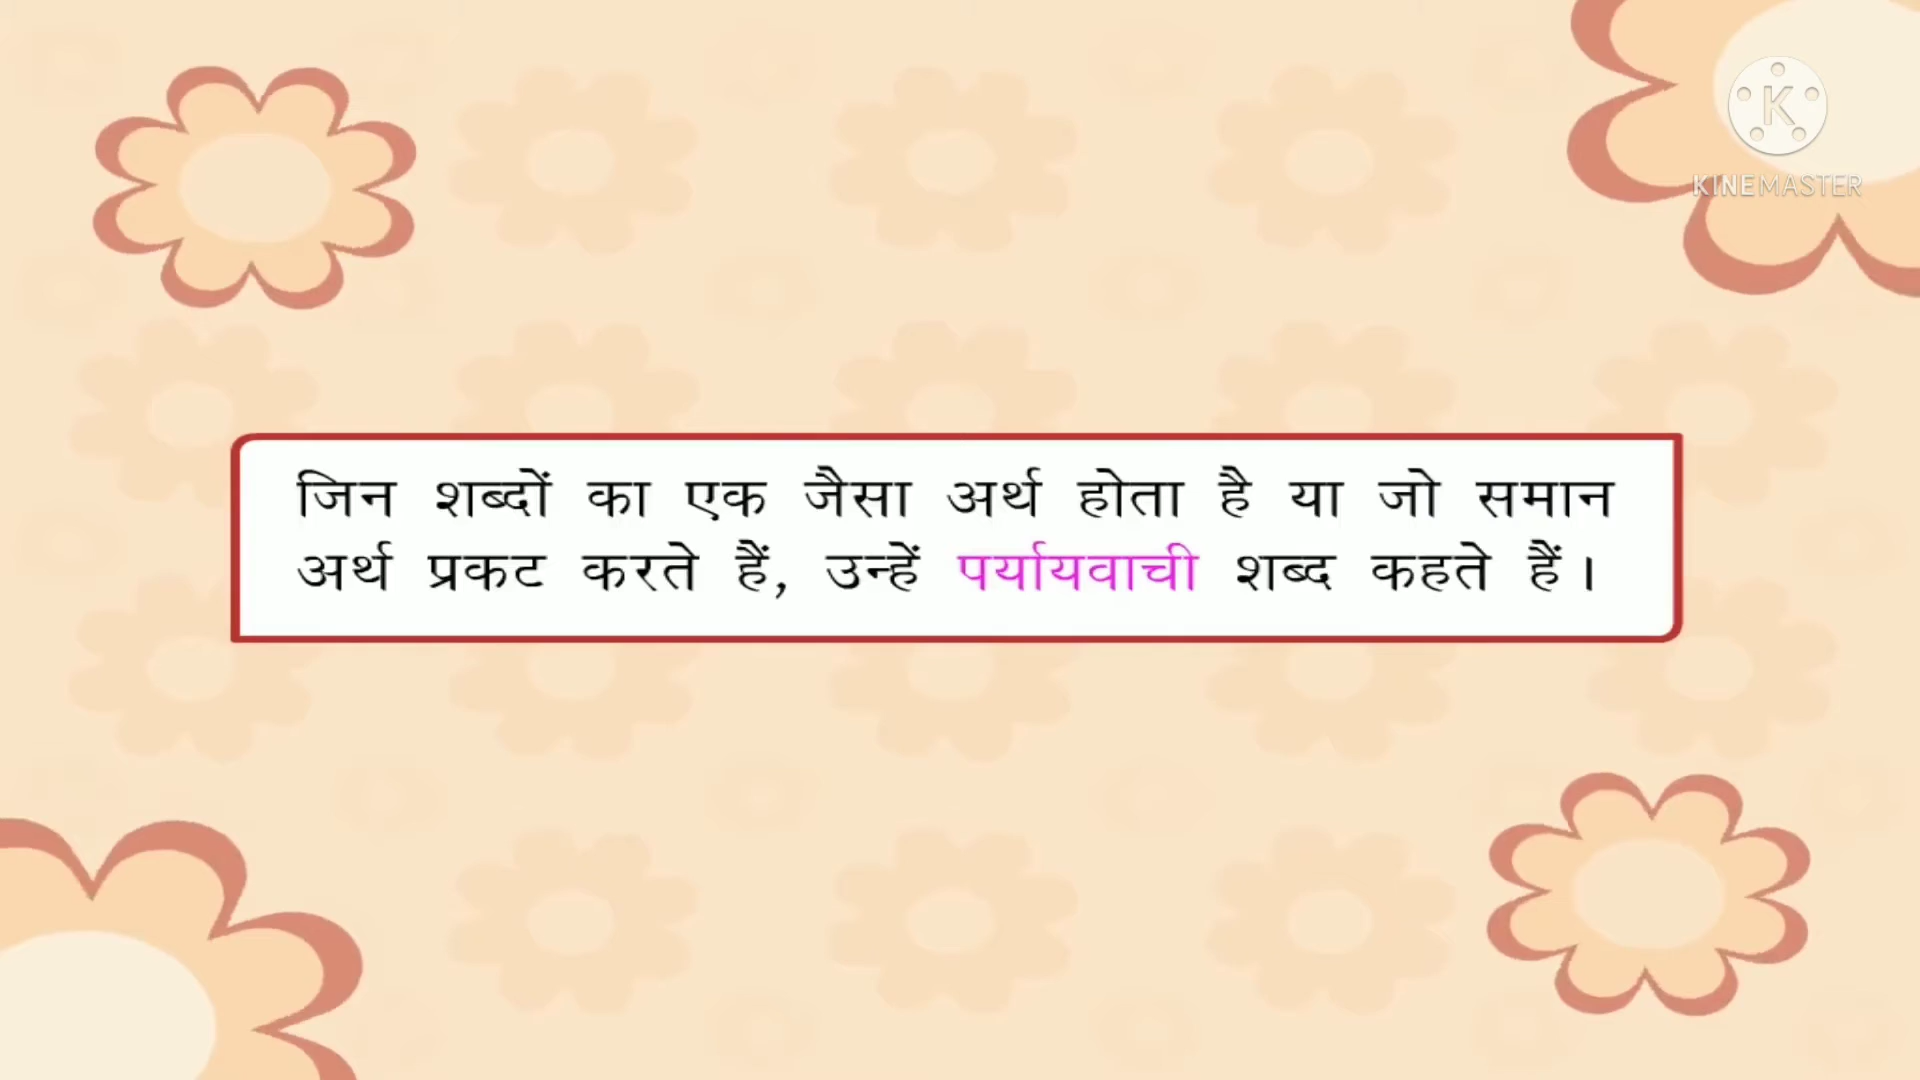 K
KINEMASTER
जिन शब्दों का एक जैसा अर्थ होता है या जो समान
अर्थ प्रकट करते हैं, उन्हें पर्यायवाची शब्द कहते हैं।